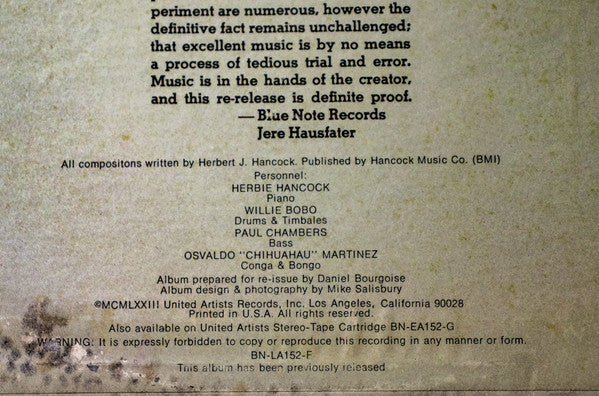 periment are numerous, however the
definitive fact remains unchallenged;
that excellent music is by no means
a process of tedious trial and error.
Music is in the hands of the creator,
and this re-release is definite proof.
— Blue Note Records
Jere Hausfater
All compositons written by Herbert J. Hancock. Published by Hancock Music Co. (BMI)
Personnel:
HERBIE HANCOCK
Piano
WILLIE BOBO
Drums & Timbales
PAUL CHAMBERS
Bass
OSVALDO "CHIHUAHAU" MARTINEZ
Conga & Bongo
Album prepared for re-issue by Daniel Bourgoise
Album design & photography by Mike Salisbury
©MCMLXXIII United Artists Records, Inc. Los Angeles, California 90028
Printed in U.S.A. All rights reserved.
Also available on United Artists Stereo-Tape Cartridge BN-EA152-G
WARNING: It is expressly forbidden to copy or reproduce this recording in any manner or form.
BN-LA152-F
This album has been previously released